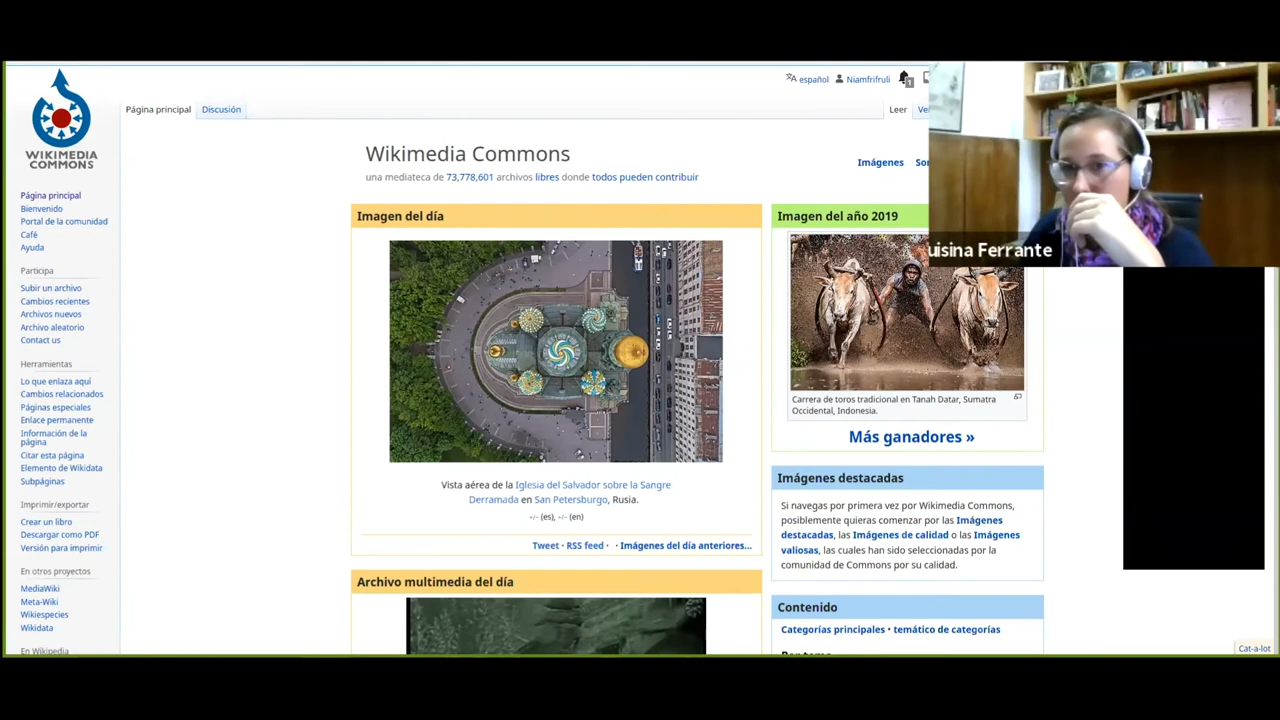 español
Niamfrifruli
1
Página principal
Discusión
Leer
WIKIMEDIA
COMMONS
Wikimedia Commons
una mediateca de 73,778,601 archivos libres donde todos pueden contribuir
Imágenes
Página principal
Bienvenido
Portal de la comunidad
Café
Ayuda
Participa
Subir un archivo
Cambios recientes
Archivos nuevos
Archivo aleatorio
Contact us
Herramientas
Lo que enlaza aquí
Cambios relacionados
Páginas especiales
Enlace permanente
Información de la
página
Citar esta página
Elemento de Wikidata
Subpáginas
Imprimir/exportar
Crear un libro
Descargar como PDF
Versión para imprimir
En otros proyectos
MediaWiki
Meta-Wiki
Wikiespecies
Wikidata
En Wikipedia
Imagen del día
Vista aérea de la Iglesia del Salvador sobre la Sangre
Derramada en San Petersburgo, Rusia.
+/− (es), +/− (en)
Tweet · RSS feed · · Imágenes del día anteriores...
Archivo multimedia del día
Imagen del año 2019
uisina Ferrante
Carrera de toros tradicional en Tanah Datar, Sumatra
Occidental, Indonesia.
Más ganadores »
Imágenes destacadas
Si navegas por primera vez por Wikimedia Commons,
posiblemente quieras comenzar por las Imágenes
destacadas, las Imágenes de calidad o las Imágenes
valiosas, las cuales han sido seleccionadas por la
comunidad de Commons por su calidad.
Contenido
Categorías principales • temático de categorías
Cat-a-lot